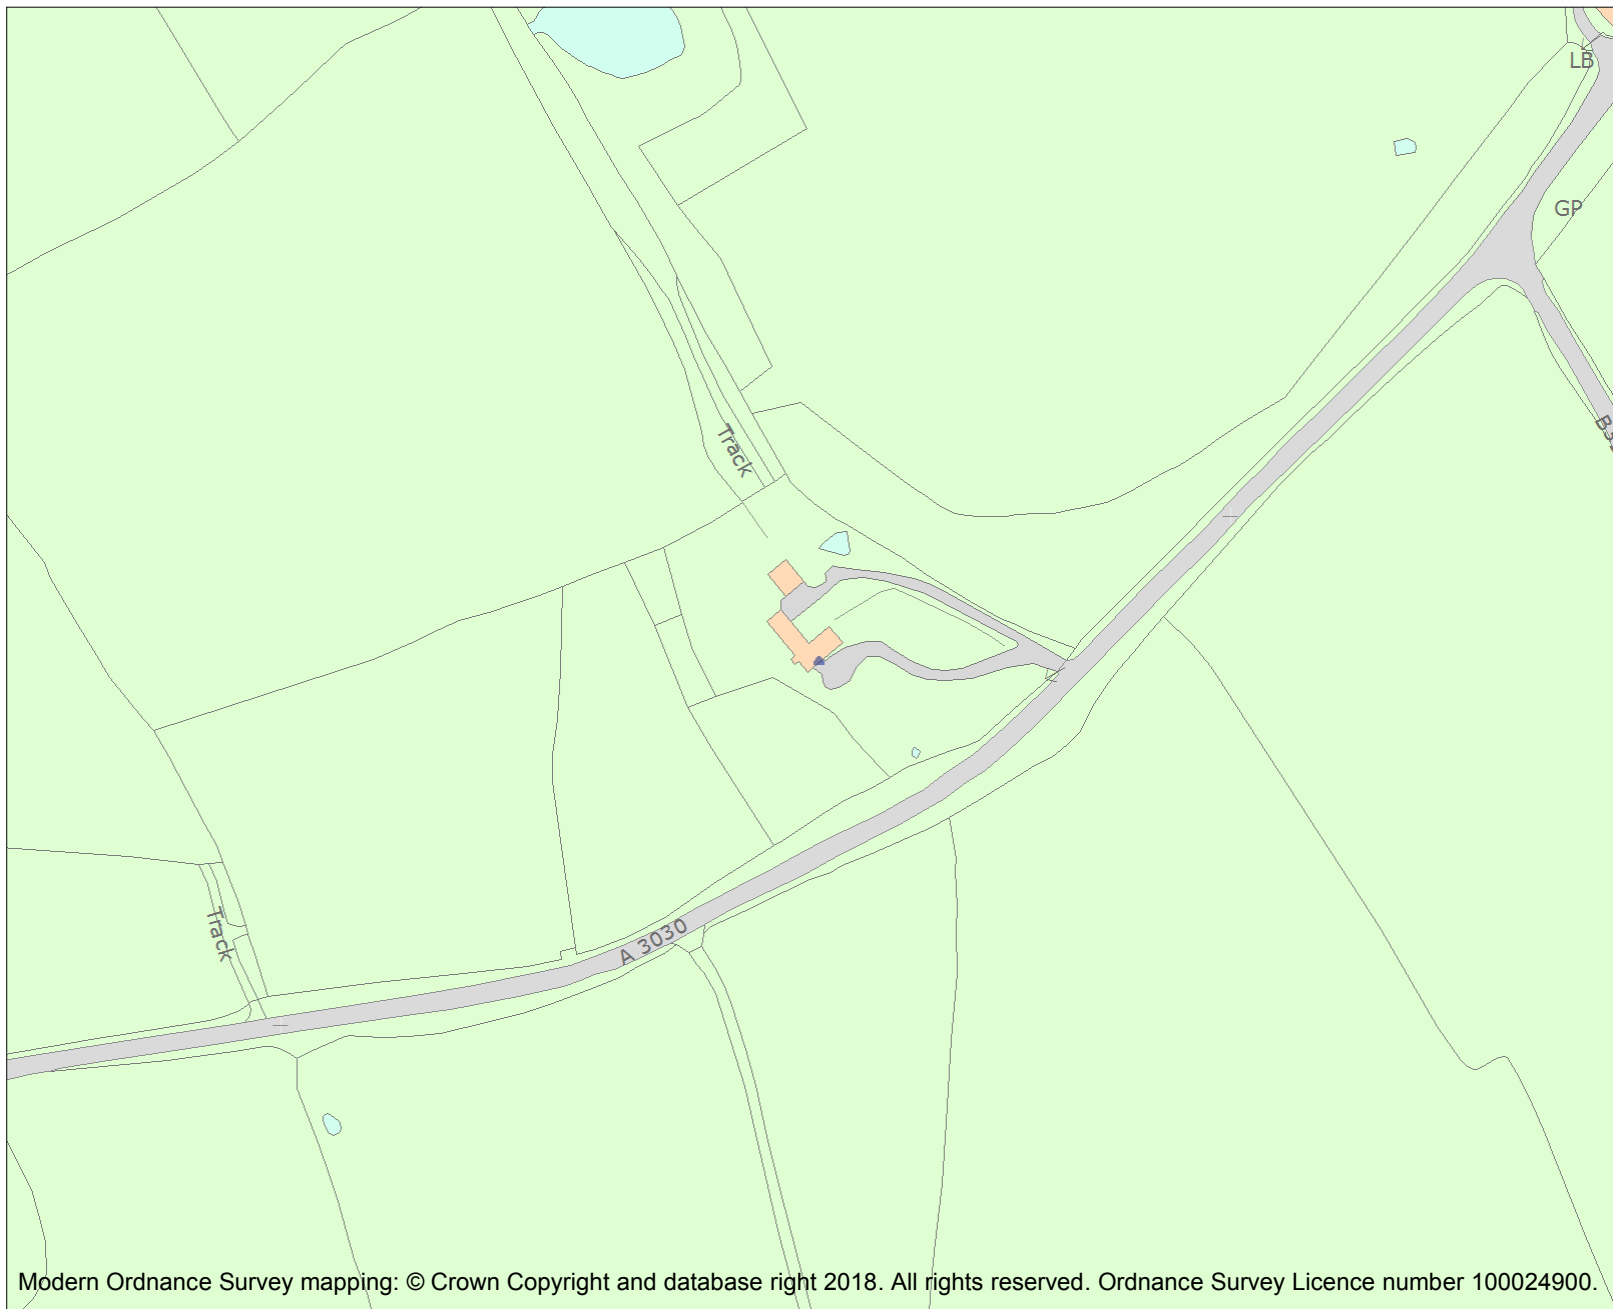 LB
GP
Track
Track
A 3030
Modern Ordnance Survey mapping: © Crown Copyright and database right 2018. All rights reserved. Ordnance Survey Licence number 100024900.